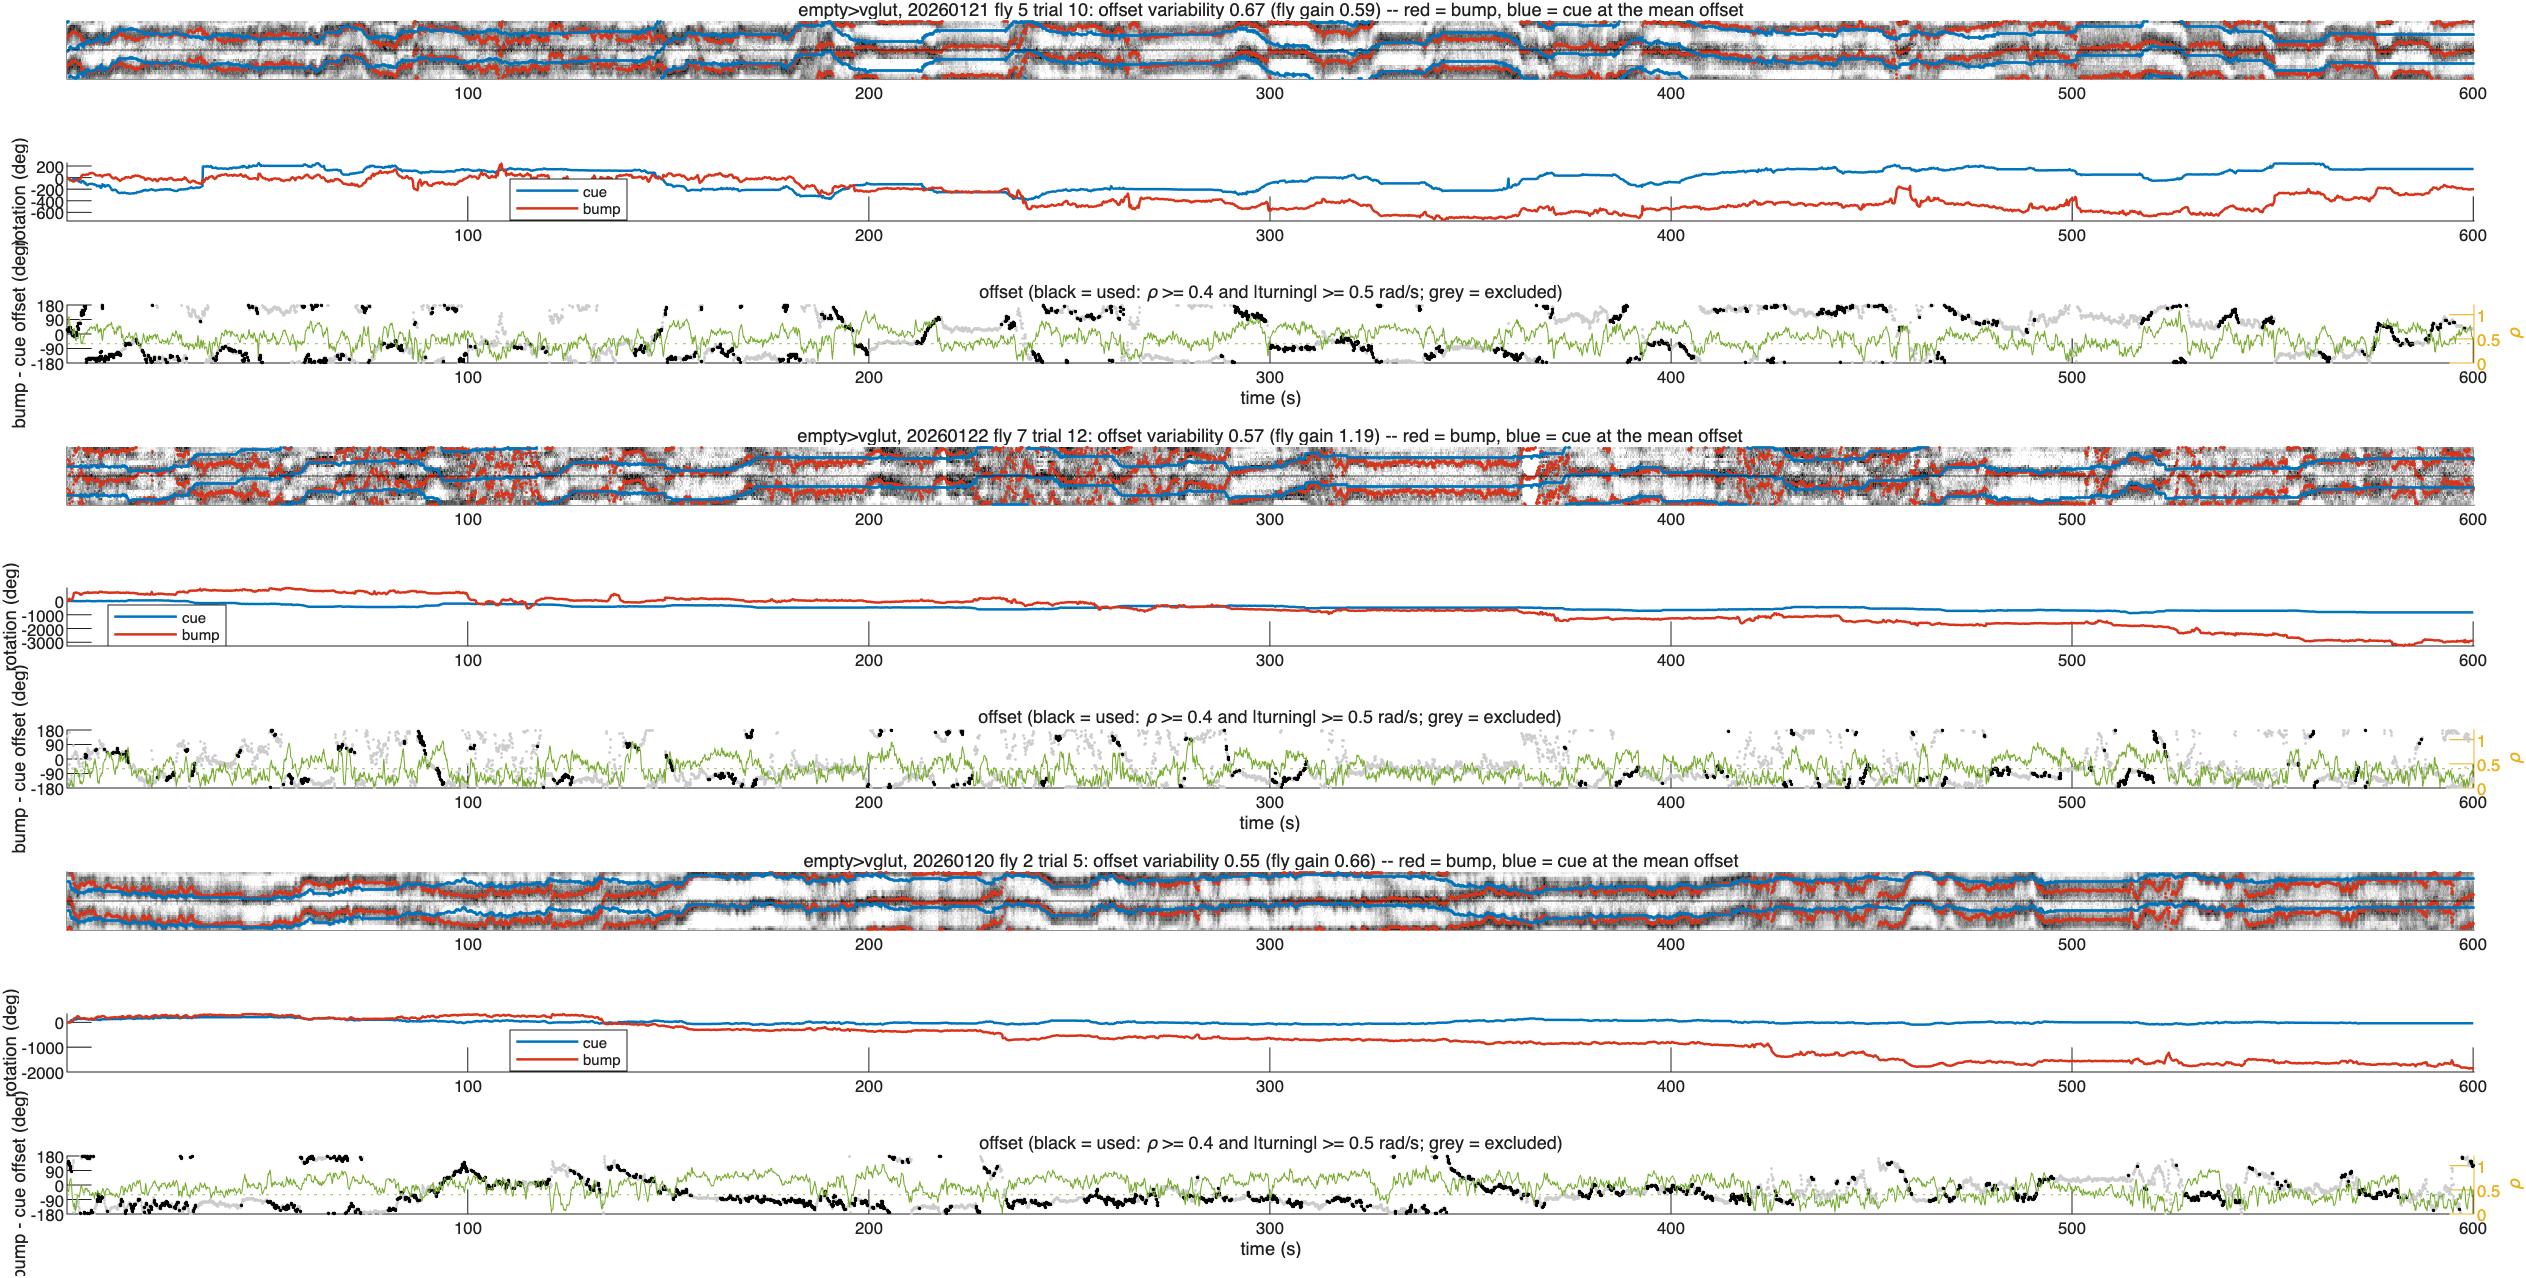 empty>vglut, 20260121 fly 5 trial 10: offset variability 0.67 (fly gain 0.59) -- red = bump, blue = cue at the mean offset
100 200 300 400 500 600
rotation (deg)
200
0
-200
-400
-600
cue
bump
100 200 300 400 500 600
offset (black = used: ρ >= 0.4 and |turning| >= 0.5 rad/s; grey = excluded)
bump - cue offset (deg)
180
90
0
-90
-180
1
0.5
0
ρ
100 200 300 400 500 600
time (s)
empty>vglut, 20260122 fly 7 trial 12: offset variability 0.57 (fly gain 1.19) -- red = bump, blue = cue at the mean offset
100 200 300 400 500 600
rotation (deg)
0
-1000
-2000
-3000
cue
bump
100 200 300 400 500 600
offset (black = used: ρ >= 0.4 and |turning| >= 0.5 rad/s; grey = excluded)
bump - cue offset (deg)
180
90
0
-90
-180
1
0.5
0
ρ
100 200 300 400 500 600
time (s)
empty>vglut, 20260120 fly 2 trial 5: offset variability 0.55 (fly gain 0.66) -- red = bump, blue = cue at the mean offset
100 200 300 400 500 600
rotation (deg)
0
-1000
-2000
cue
bump
100 200 300 400 500 600
offset (black = used: ρ >= 0.4 and |turning| >= 0.5 rad/s; grey = excluded)
bump - cue offset (deg)
180
90
0
-90
-180
1
0.5
0
ρ
100 200 300 400 500 600
time (s)